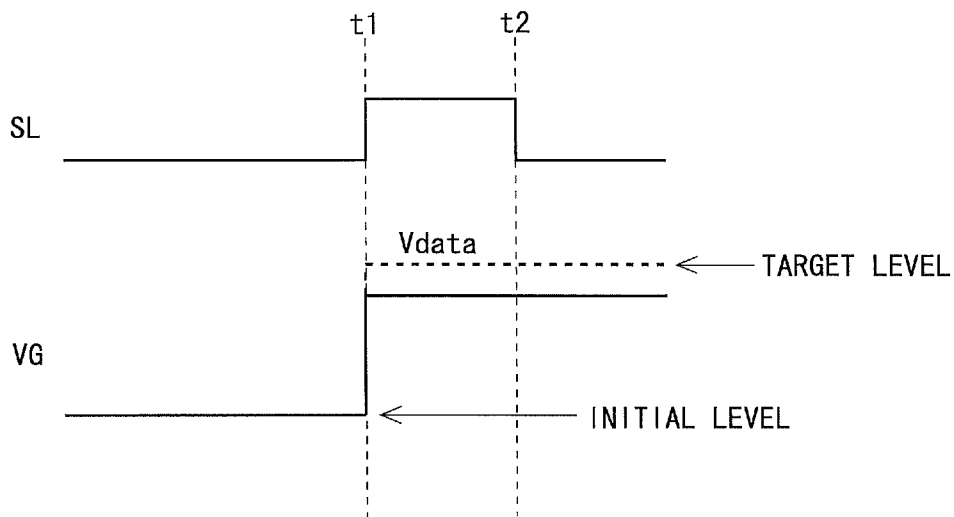 t1 t2
SL
Vdata
TARGET LEVEL
VG
INITIAL LEVEL